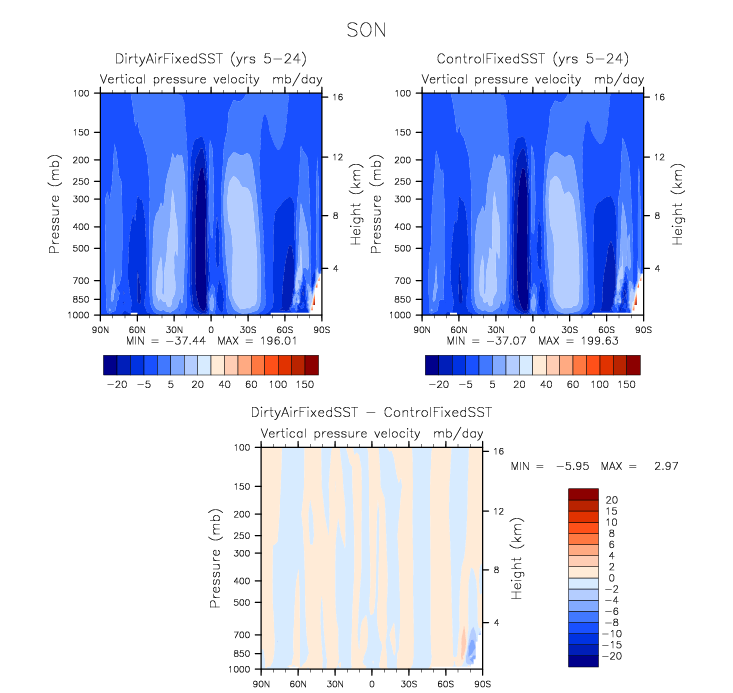 SON
DirtyAirFixedSST (yrs 5-24)
Vertical pressure velocity mb/day
100
150
200
250
300
400
500
700
850
1000
Pressure (mb)
16
12
8
4
Height (km)
90N 60N 30N 0 30S 60S 90S
MIN = -37.44 MAX = 196.01
-20 -5 5 20 40 60 100 150
ControlFixedSST (yrs 5-24)
Vertical pressure velocity mb/day
100
150
200
250
300
400
500
700
850
1000
Pressure (mb)
16
12
8
4
Height (km)
90N 60N 30N 0 30S 60S 90S
MIN = -37.07 MAX = 199.63
-20 -5 5 20 40 60 100 150
DirtyAirFixedSST - ControlFixedSST
Vertical pressure velocity mb/day
100
150
200
250
300
400
500
700
850
1000
Pressure (mb)
16
12
8
4
Height (km)
90N 60N 30N 0 30S 60S 90S
MIN = -5.95 MAX = 2.97
20
15
10
8
6
4
2
0
-2
-4
-6
-8
-10
-15
-20